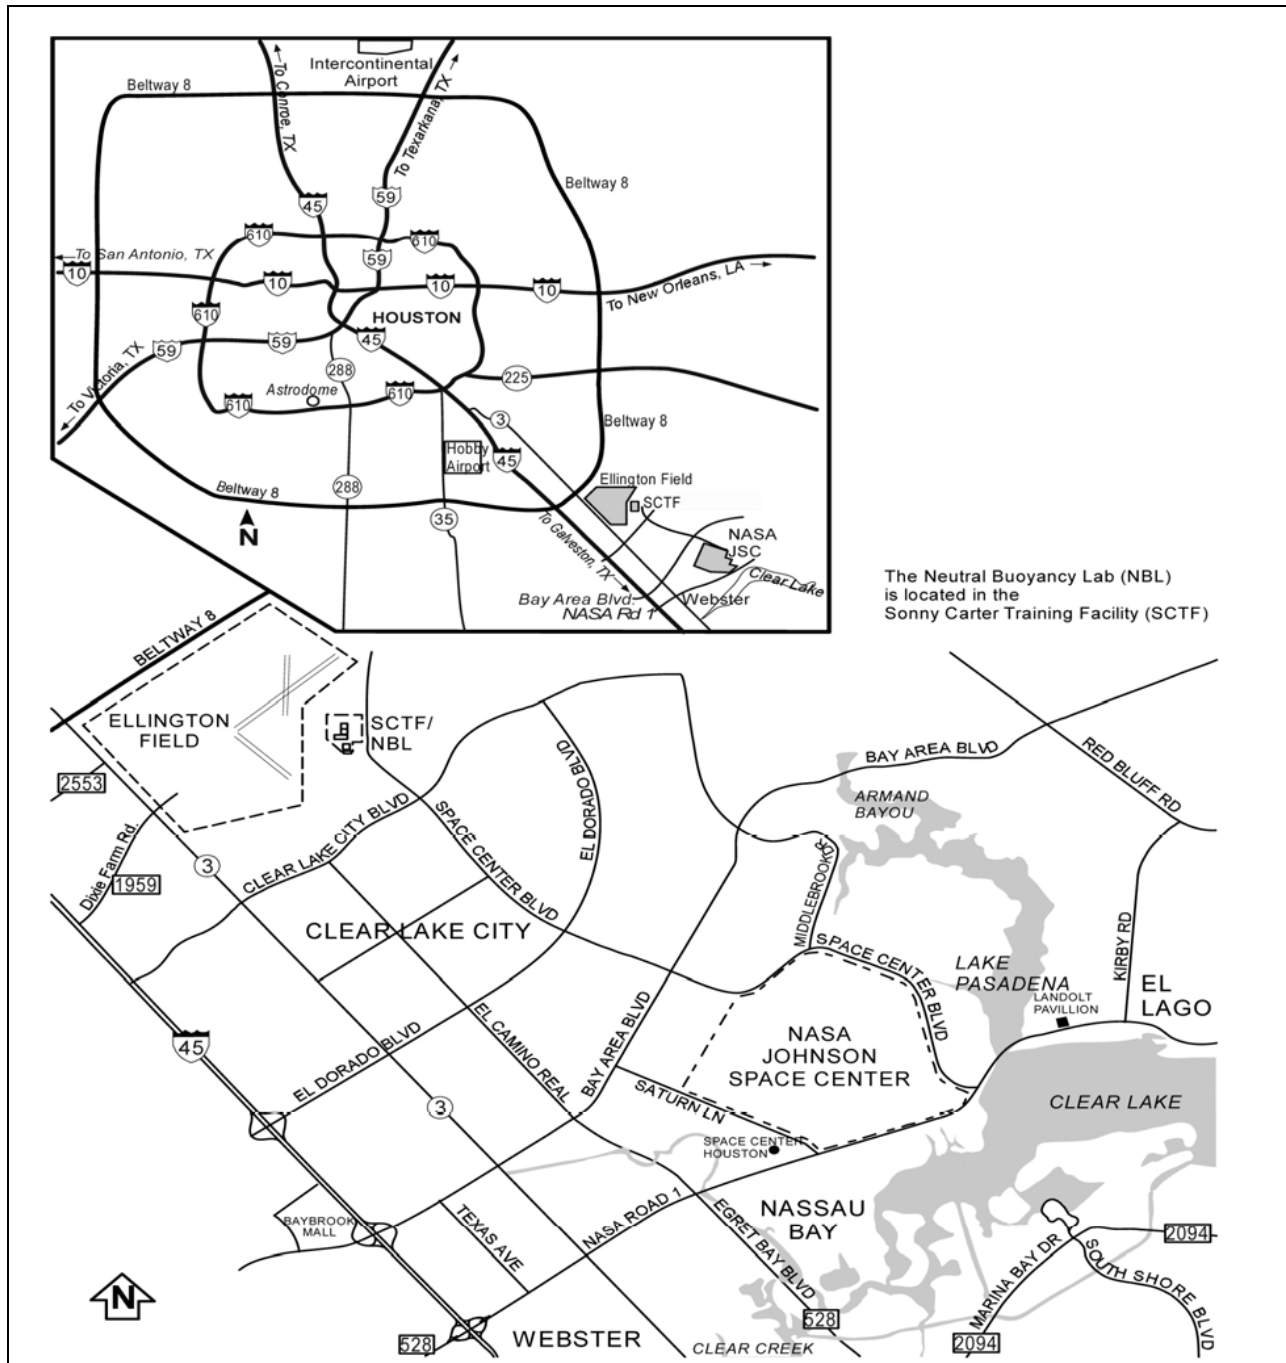 Intercontinental
Airport
Beltway 8
To Conroe, TX
To Texarkana, TX
Beltway 8
59
45
610
610
To San Antonio, TX
59
10
10
10
10
To New Orleans, LA
610
HOUSTON
45
59
59
288
225
To Victoria, TX
Astrodome
610
610
3
Beltway 8
Hobby
Airport
45
Ellington Field
Beltway 8
288
SCTF
35
N
To Galveston, TX
NASA
JSC
Clear Lake
Bay Area Blvd.
Webster
NASA Rd 1
The Neutral Buoyancy Lab (NBL)
is located in the
Sonny Carter Training Facility (SCTF)
BELTWAY 8
ELLINGTON
FIELD
SCTF/
NBL
2553
EL DORADO BLVD
BAY AREA BLVD
RED BLUFF RD
ARMAND
BAYOU
CLEAR LAKE CITY BLVD
SPACE CENTER BLVD
Dixie Farm Rd.
3
1959
MIDDLEBROOK DR
CLEAR LAKE CITY
SPACE CENTER BLVD
KIRBY RD
LAKE
PASADENA
EL
LAGO
LANDOLT
PAVILLION
45
EL DORADO BLVD
EL CAMINO REAL
BAY AREA BLVD
NASA
JOHNSON
SPACE CENTER
3
SATURN LN
CLEAR LAKE
SPACE CENTER
HOUSTON
BAYBROOK
MALL
TEXAS AVE
NASA ROAD 1
EGRET BAY BLVD
NASSAU
BAY
MARINA BAY DR
2094
SOUTH SHORE BLVD
N
528
WEBSTER
528
CLEAR CREEK
2094